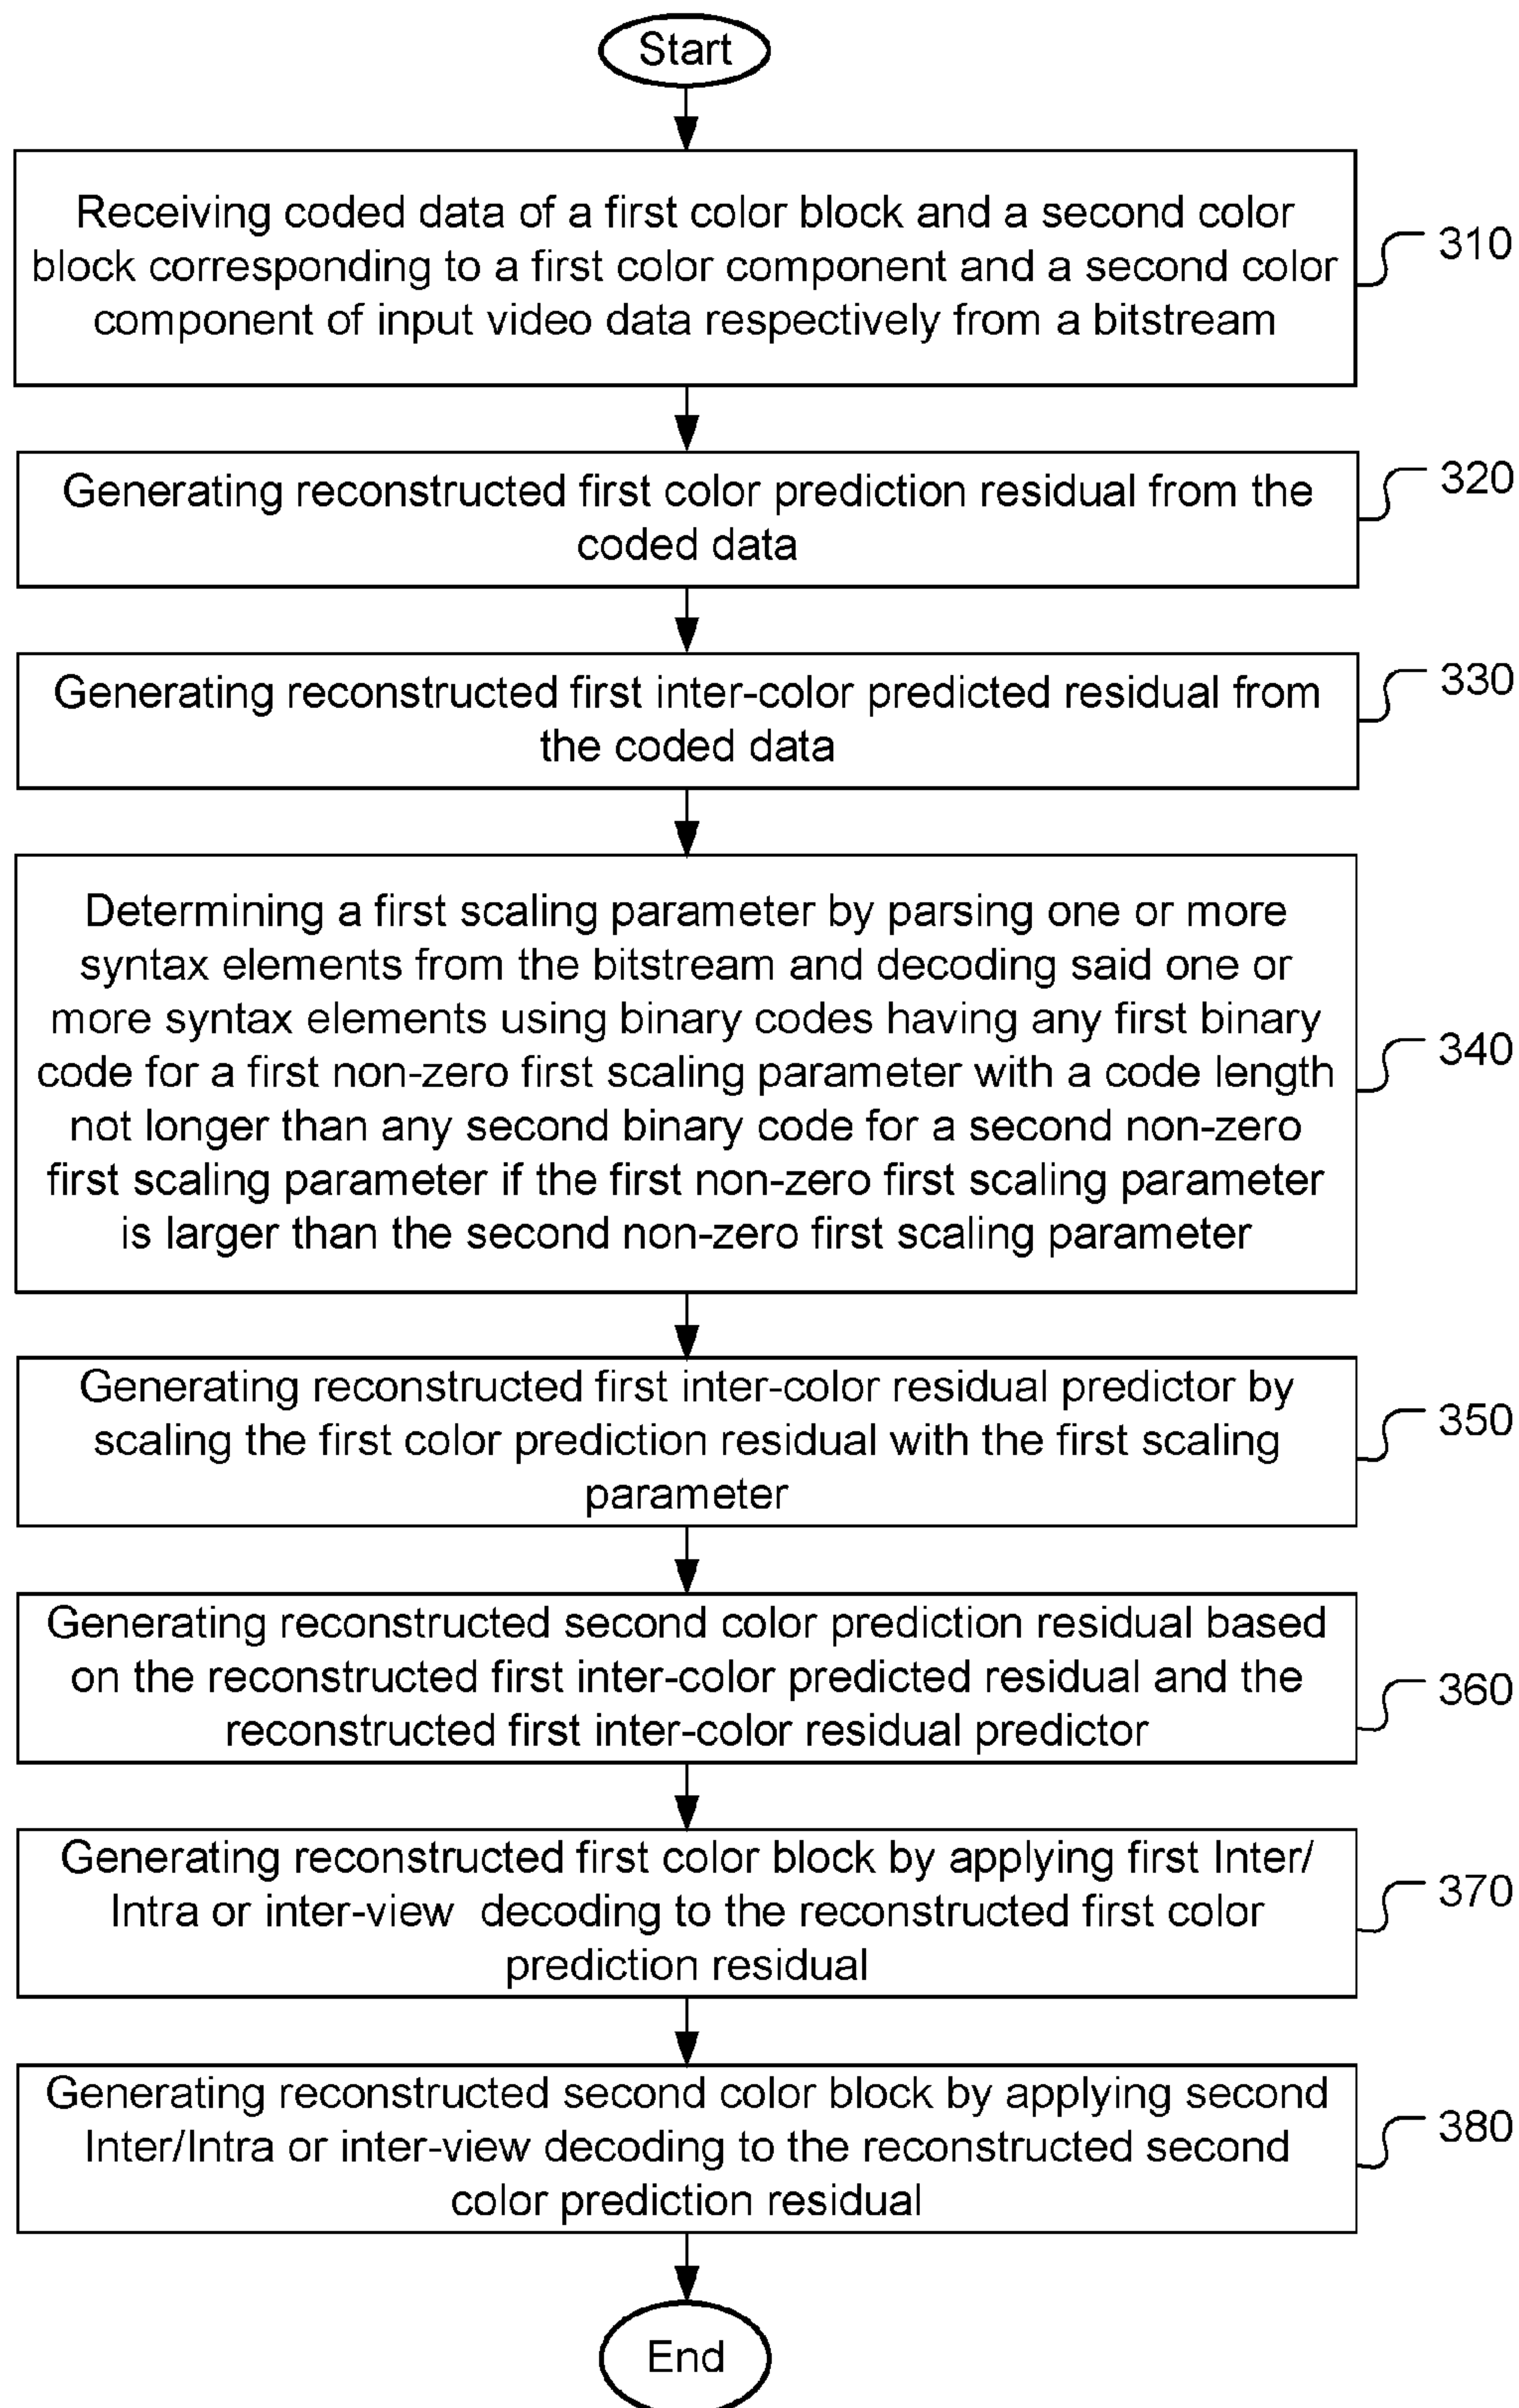 Start
Receiving coded data of a first color block and a second color
block corresponding to a first color component and a second color
component of input video data respectively from a bitstream
310
Generating reconstructed first color prediction residual from the
coded data
320
Generating reconstructed first inter-color predicted residual from
the coded data
330
Determining a first scaling parameter by parsing one or more
syntax elements from the bitstream and decoding said one or
more syntax elements using binary codes having any first binary
code for a first non-zero first scaling parameter with a code length
not longer than any second binary code for a second non-zero
first scaling parameter if the first non-zero first scaling parameter
is larger than the second non-zero first scaling parameter
340
Generating reconstructed first inter-color residual predictor by
scaling the first color prediction residual with the first scaling
parameter
350
Generating reconstructed second color prediction residual based
on the reconstructed first inter-color predicted residual and the
reconstructed first inter-color residual predictor
360
Generating reconstructed first color block by applying first Inter/
Intra or inter-view decoding to the reconstructed first color
prediction residual
370
Generating reconstructed second color block by applying second
Inter/Intra or inter-view decoding to the reconstructed second
color prediction residual
380
End